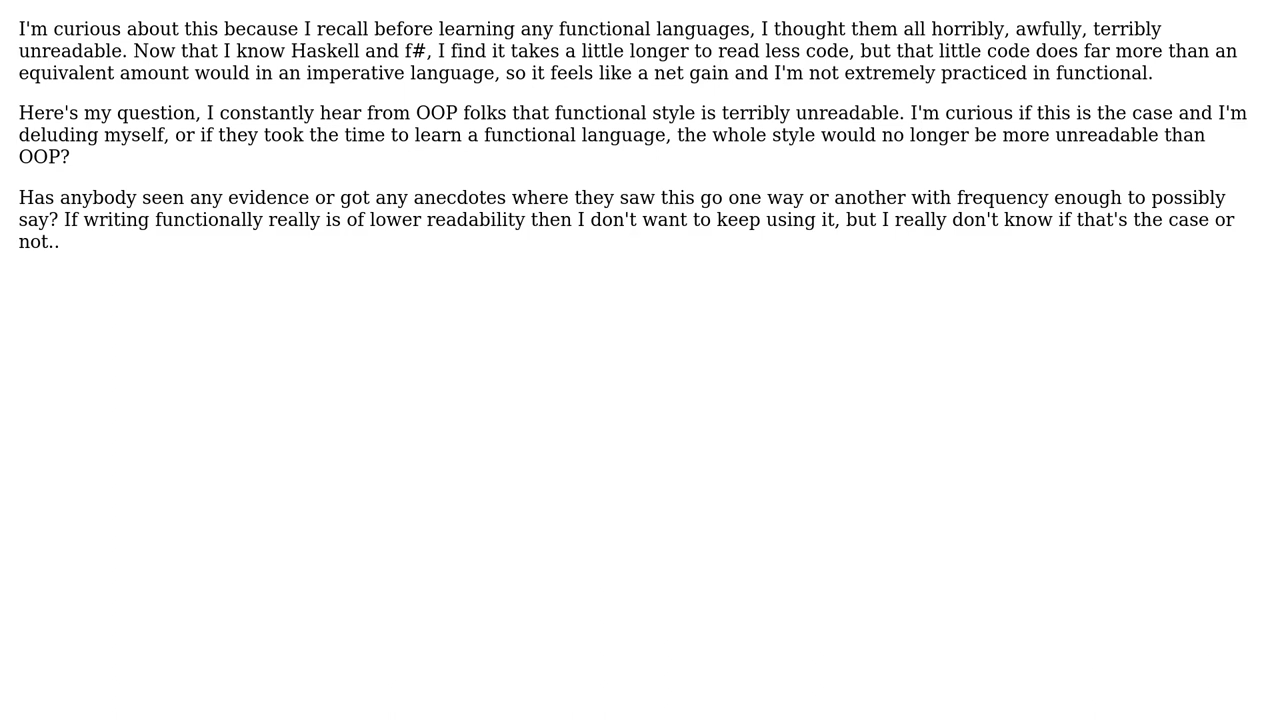 I'm curious about this because I recall before learning any functional languages, I thought them all horribly, awfully, terribly
unreadable. Now that I know Haskell and f#, I find it takes a little longer to read less code, but that little code does far more than an
equivalent amount would in an imperative language, so it feels like a net gain and I'm not extremely practiced in functional.
Here's my question, I constantly hear from OOP folks that functional style is terribly unreadable. I'm curious if this is the case and I'm
deluding myself, or if they took the time to learn a functional language, the whole style would no longer be more unreadable than
OOP?
Has anybody seen any evidence or got any anecdotes where they saw this go one way or another with frequency enough to possibly
say? If writing functionally really is of lower readability then I don't want to keep using it, but I really don't know if that's the case or
not..